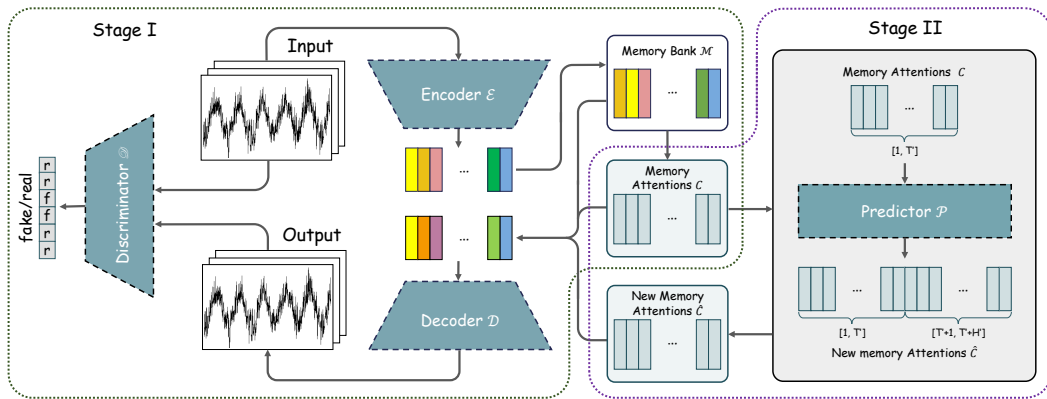 Stage I
Input
Encoder ℰ
...
Discriminator 𝒟
fake/real
r
r
f
f
r
r
Output
...
Decoder 𝒟
Memory Bank ℳ
...
Memory
Attentions C
...
New Memory
Attentions Ĉ
...
Stage II
Memory Attentions C
...
[1, T']
Predictor 𝒫
...
...
[1, T']
[T'+1, T'+H']
New memory Attentions Ĉ